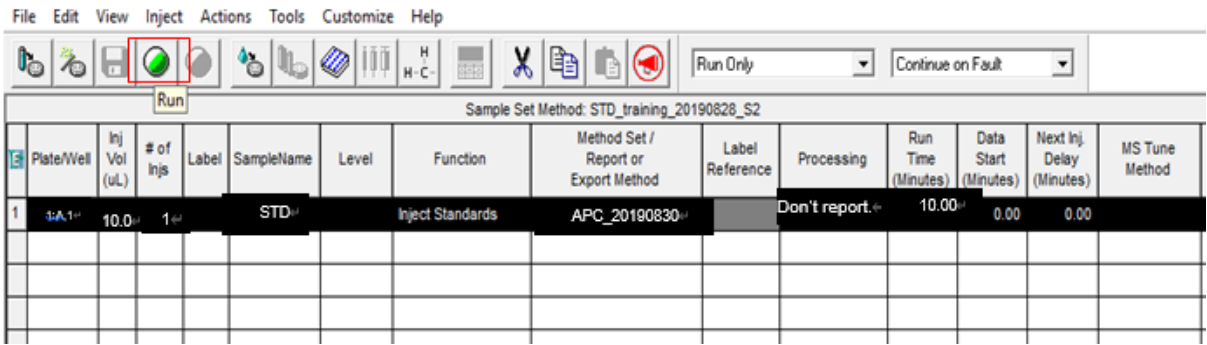 File Edit View Inject Actions Tools Customize Help
H
H-C-
Run Only
Continue on Fault
Run
Sample Set Method: STD_training_20190828_S2
Plate/Well Inj Vol (uL) # of Injs Label SampleName Level Function Method Set / Report or Export Method Label Reference Processing Run Time (Minutes) Data Start (Minutes) Next Inj. Delay (Minutes) MS Tune Method
1 1:A,1 10.0 1 STD Inject Standards APC_20190830 Don't report. 10.00 0.00 0.00